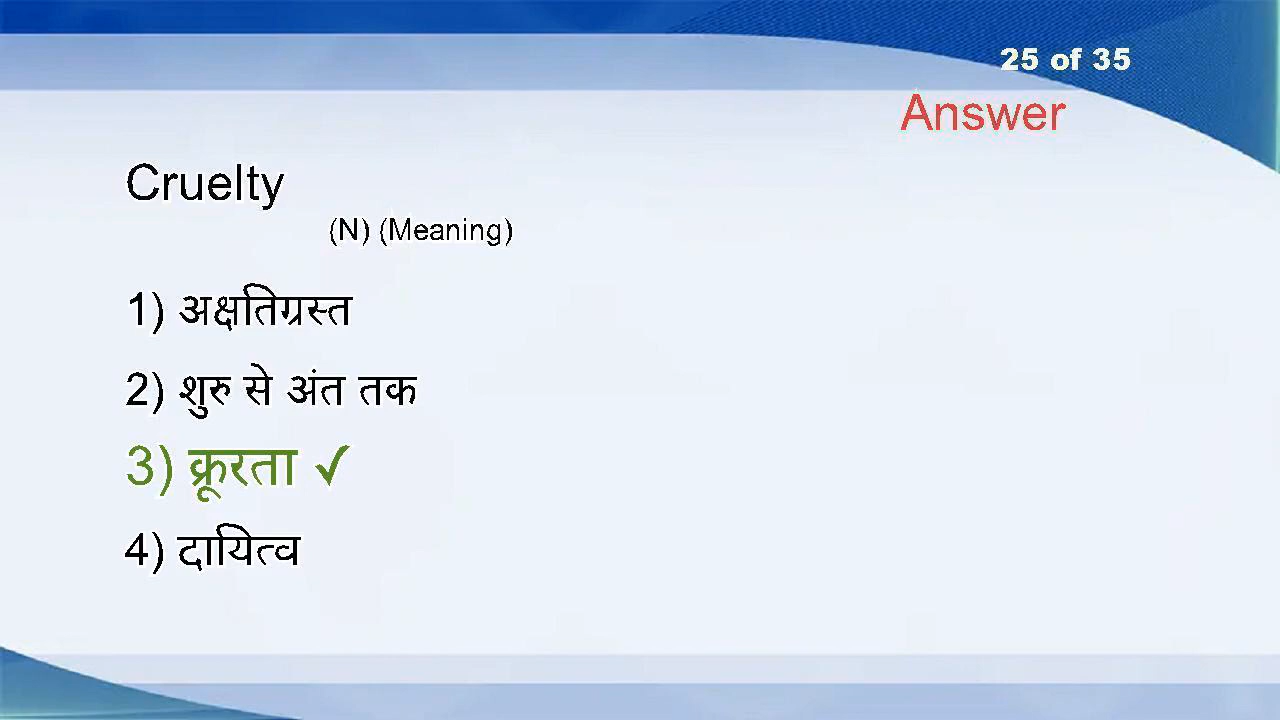 25 of 35
Answer
Cruelty
(N) (Meaning)
1) अक्षतिग्रस्त
2) शुरु से अंत तक
3) क्रूरता ✓
4) दायित्व